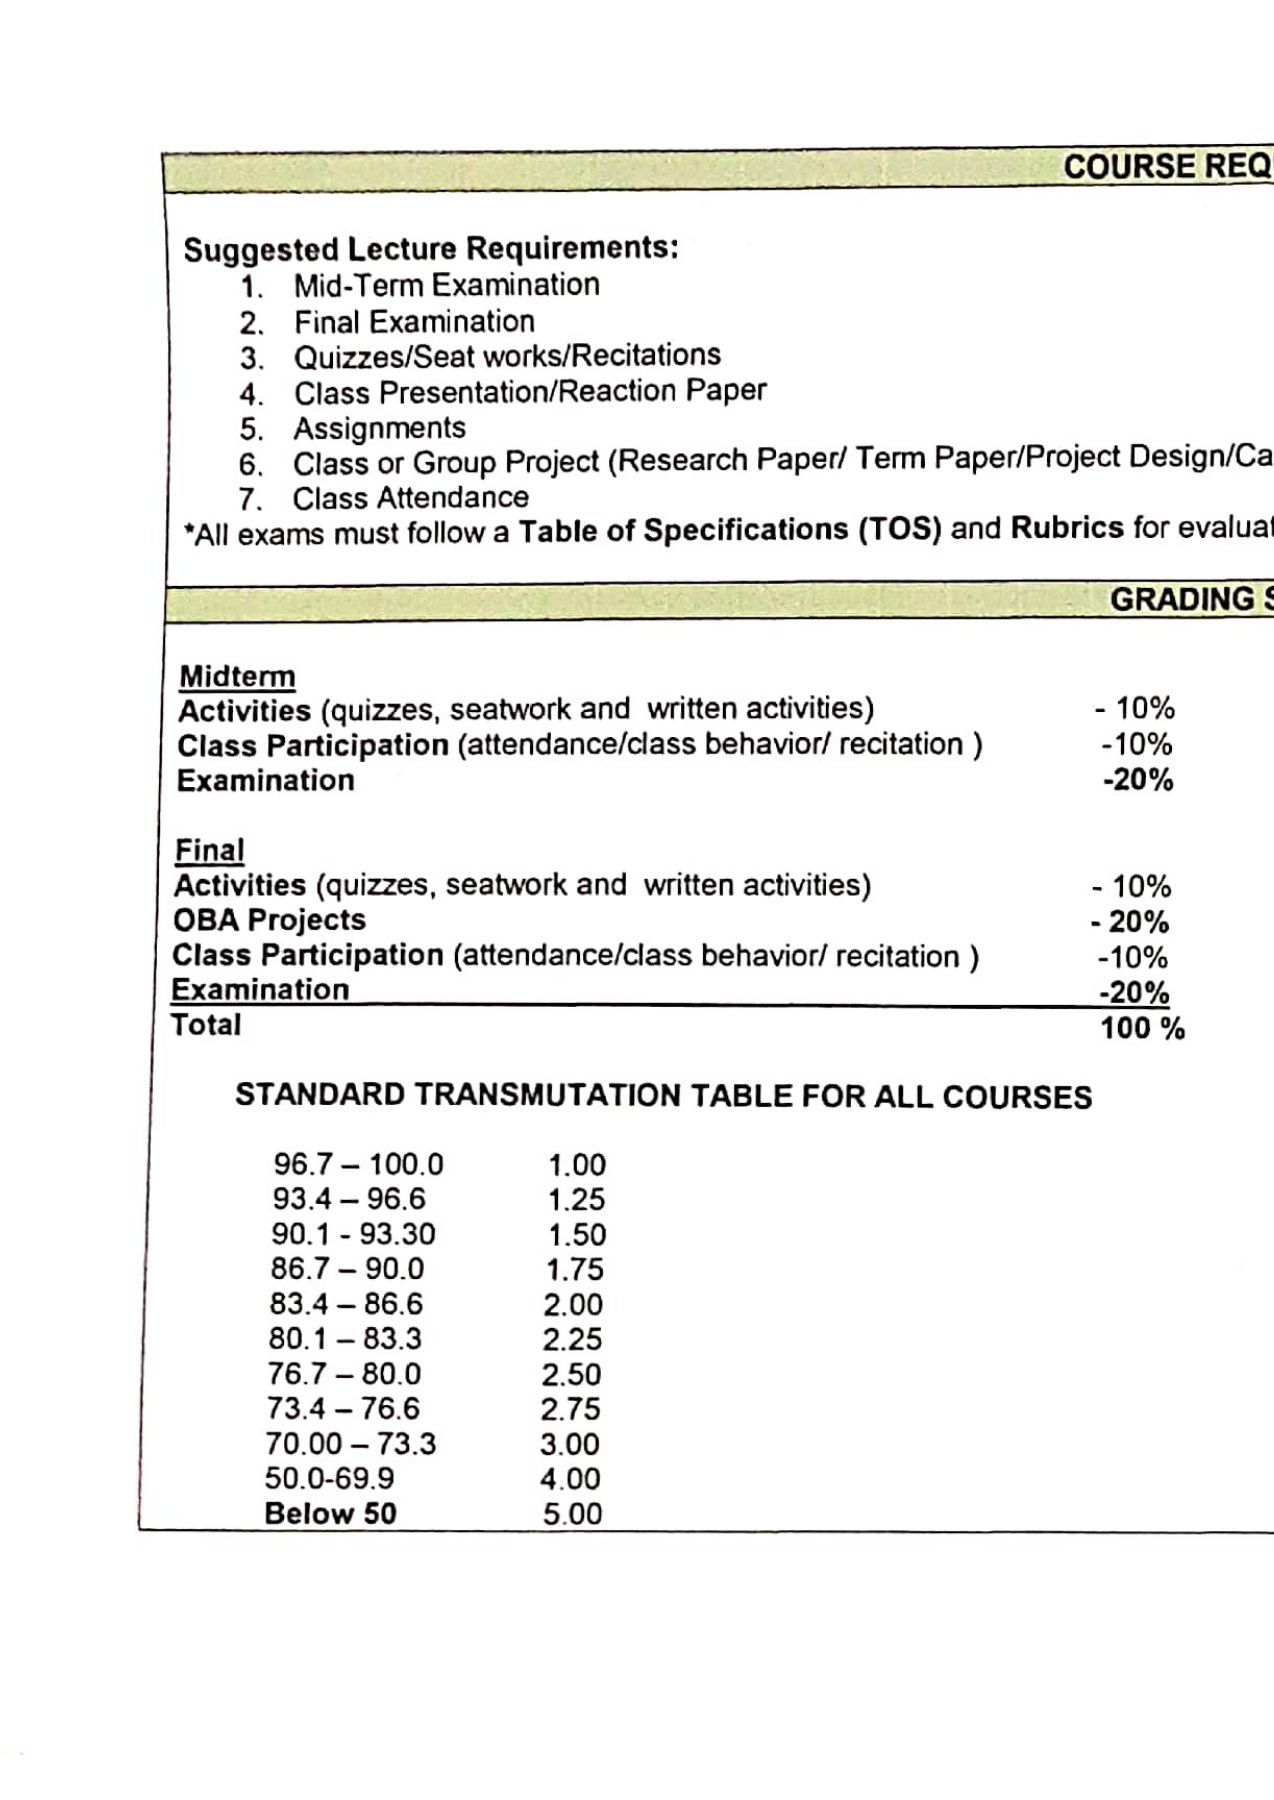 COURSE REQ
Suggested Lecture Requirements:
1. Mid-Term Examination
2. Final Examination
3. Quizzes/Seat works/Recitations
4. Class Presentation/Reaction Paper
5. Assignments
6. Class or Group Project (Research Paper/ Term Paper/Project Design/Ca
7. Class Attendance
*All exams must follow a Table of Specifications (TOS) and Rubrics for evaluat
GRADING S
Midterm
Activities (quizzes, seatwork and written activities) - 10%
Class Participation (attendance/class behavior/ recitation ) -10%
Examination -20%
Final
Activities (quizzes, seatwork and written activities) - 10%
OBA Projects - 20%
Class Participation (attendance/class behavior/ recitation ) -10%
Examination -20%
Total 100 %
STANDARD TRANSMUTATION TABLE FOR ALL COURSES
96.7 – 100.0 1.00
93.4 – 96.6 1.25
90.1 - 93.30 1.50
86.7 – 90.0 1.75
83.4 – 86.6 2.00
80.1 – 83.3 2.25
76.7 – 80.0 2.50
73.4 – 76.6 2.75
70.00 – 73.3 3.00
50.0-69.9 4.00
Below 50 5.00